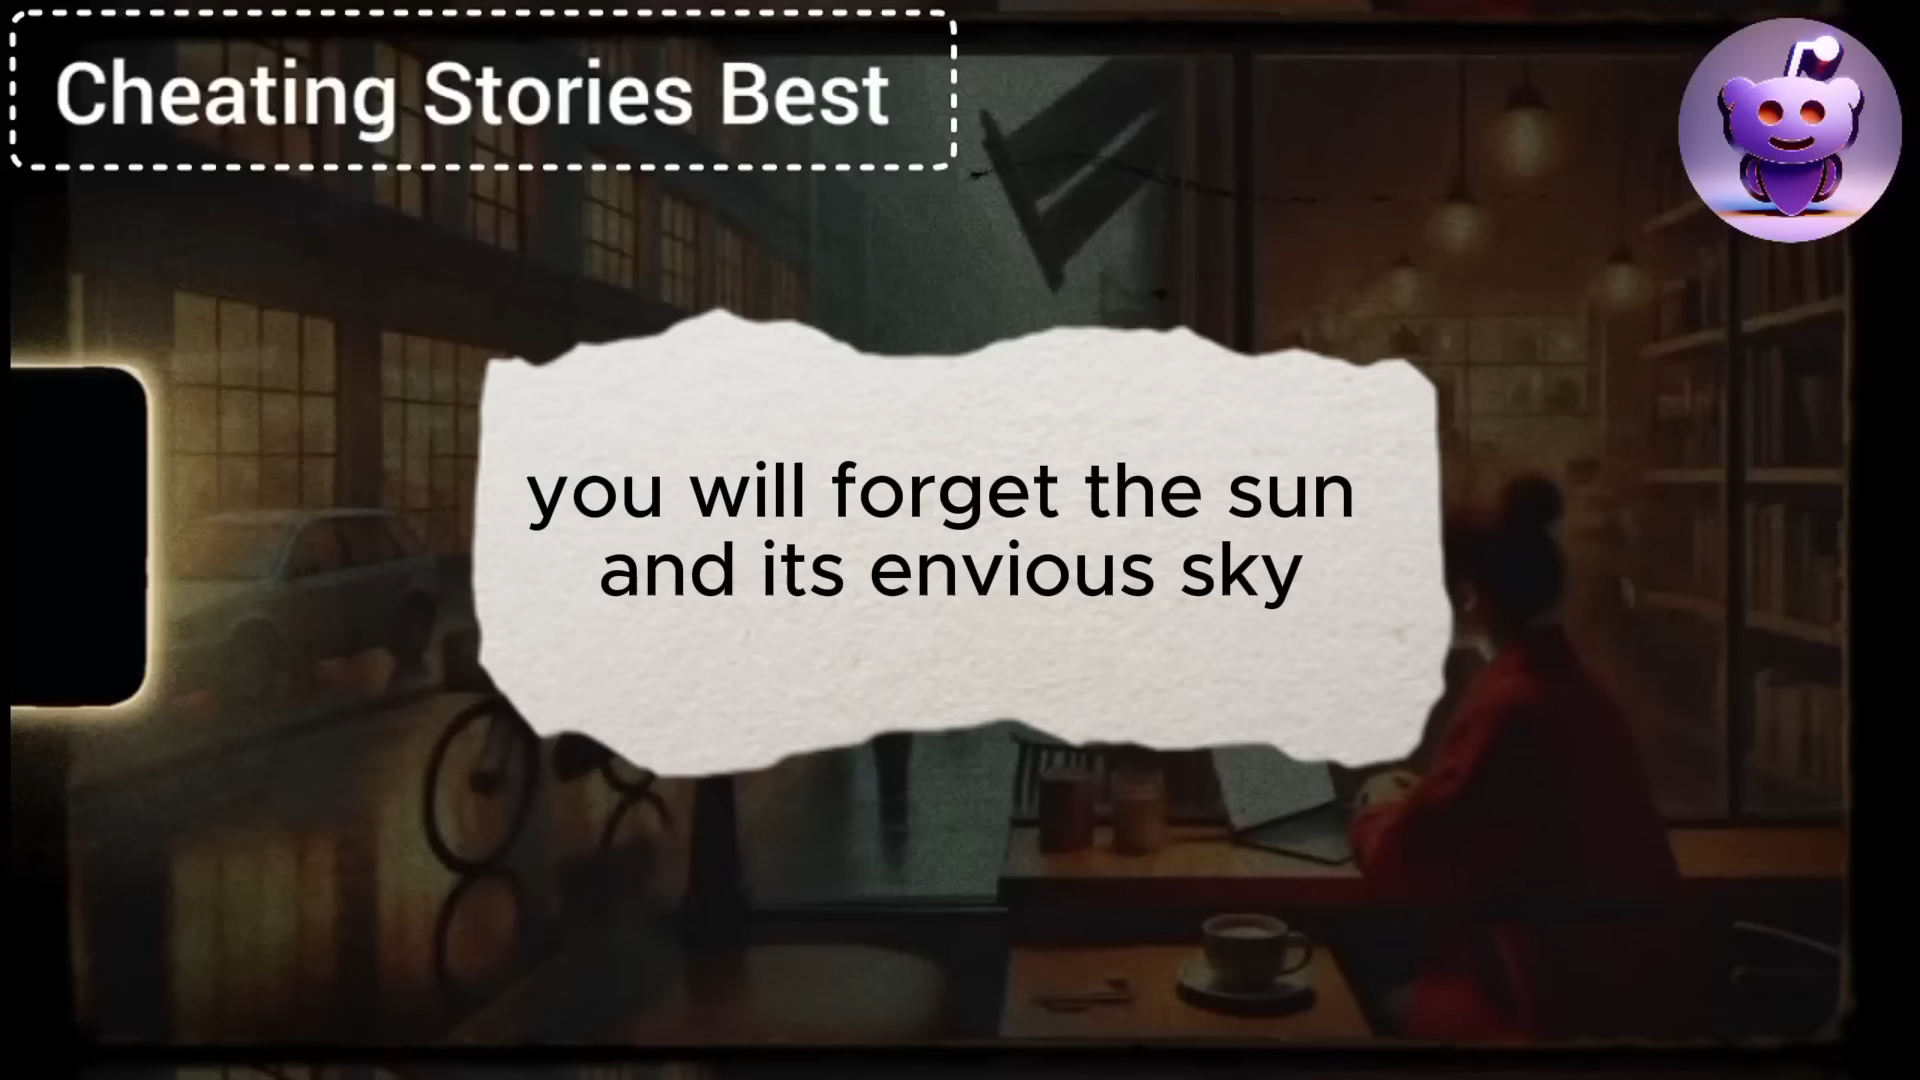 Cheating Stories Best
you will forget the sun
and its envious sky